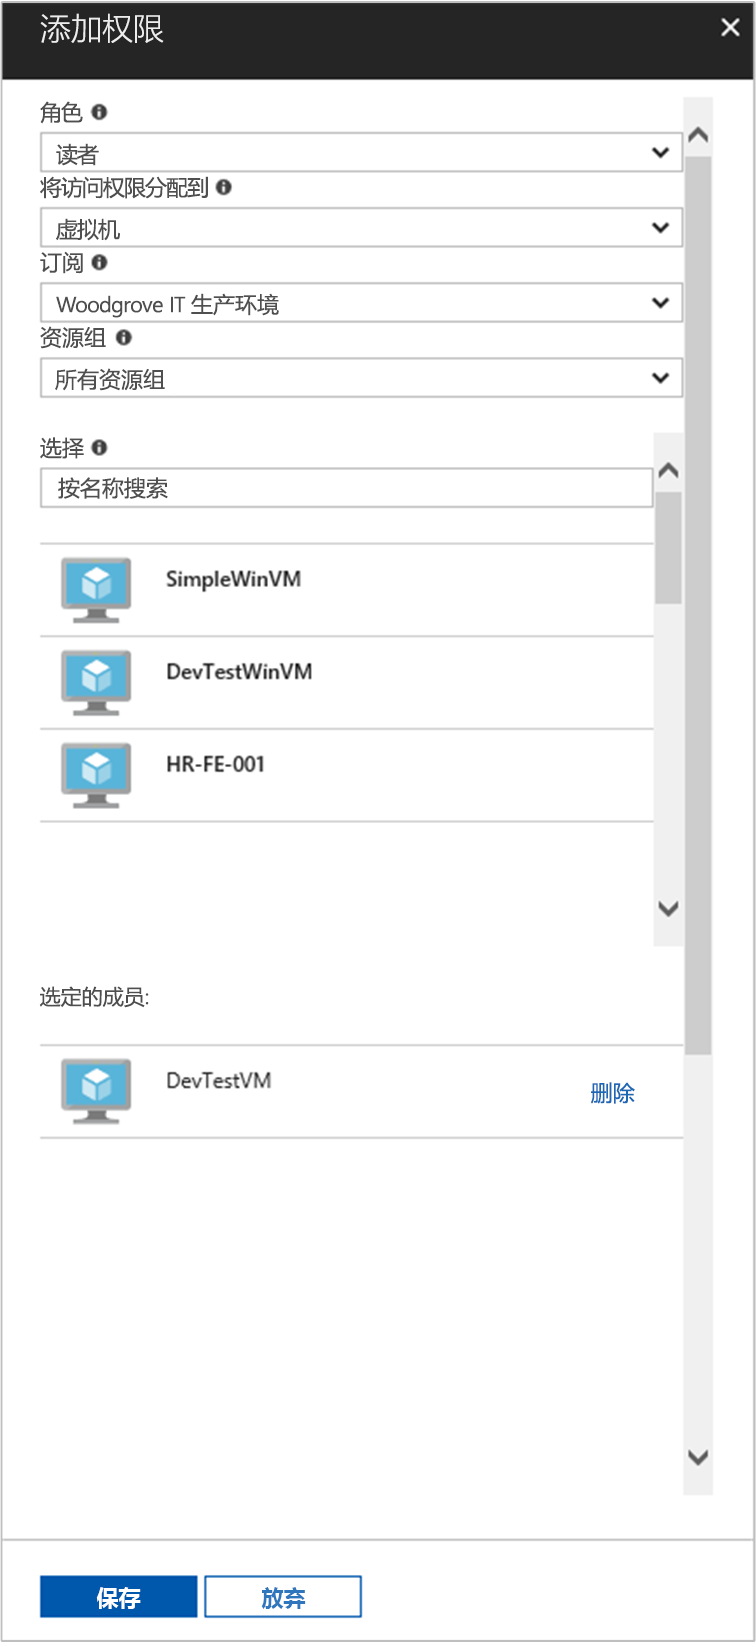 添加权限
角色
读者
将访问权限分配到
虚拟机
订阅
Woodgrove IT 生产环境
资源组
所有资源组
选择
按名称搜索
SimpleWinVM
DevTestWinVM
HR-FE-001
选定的成员:
DevTestVM
删除
保存 放弃